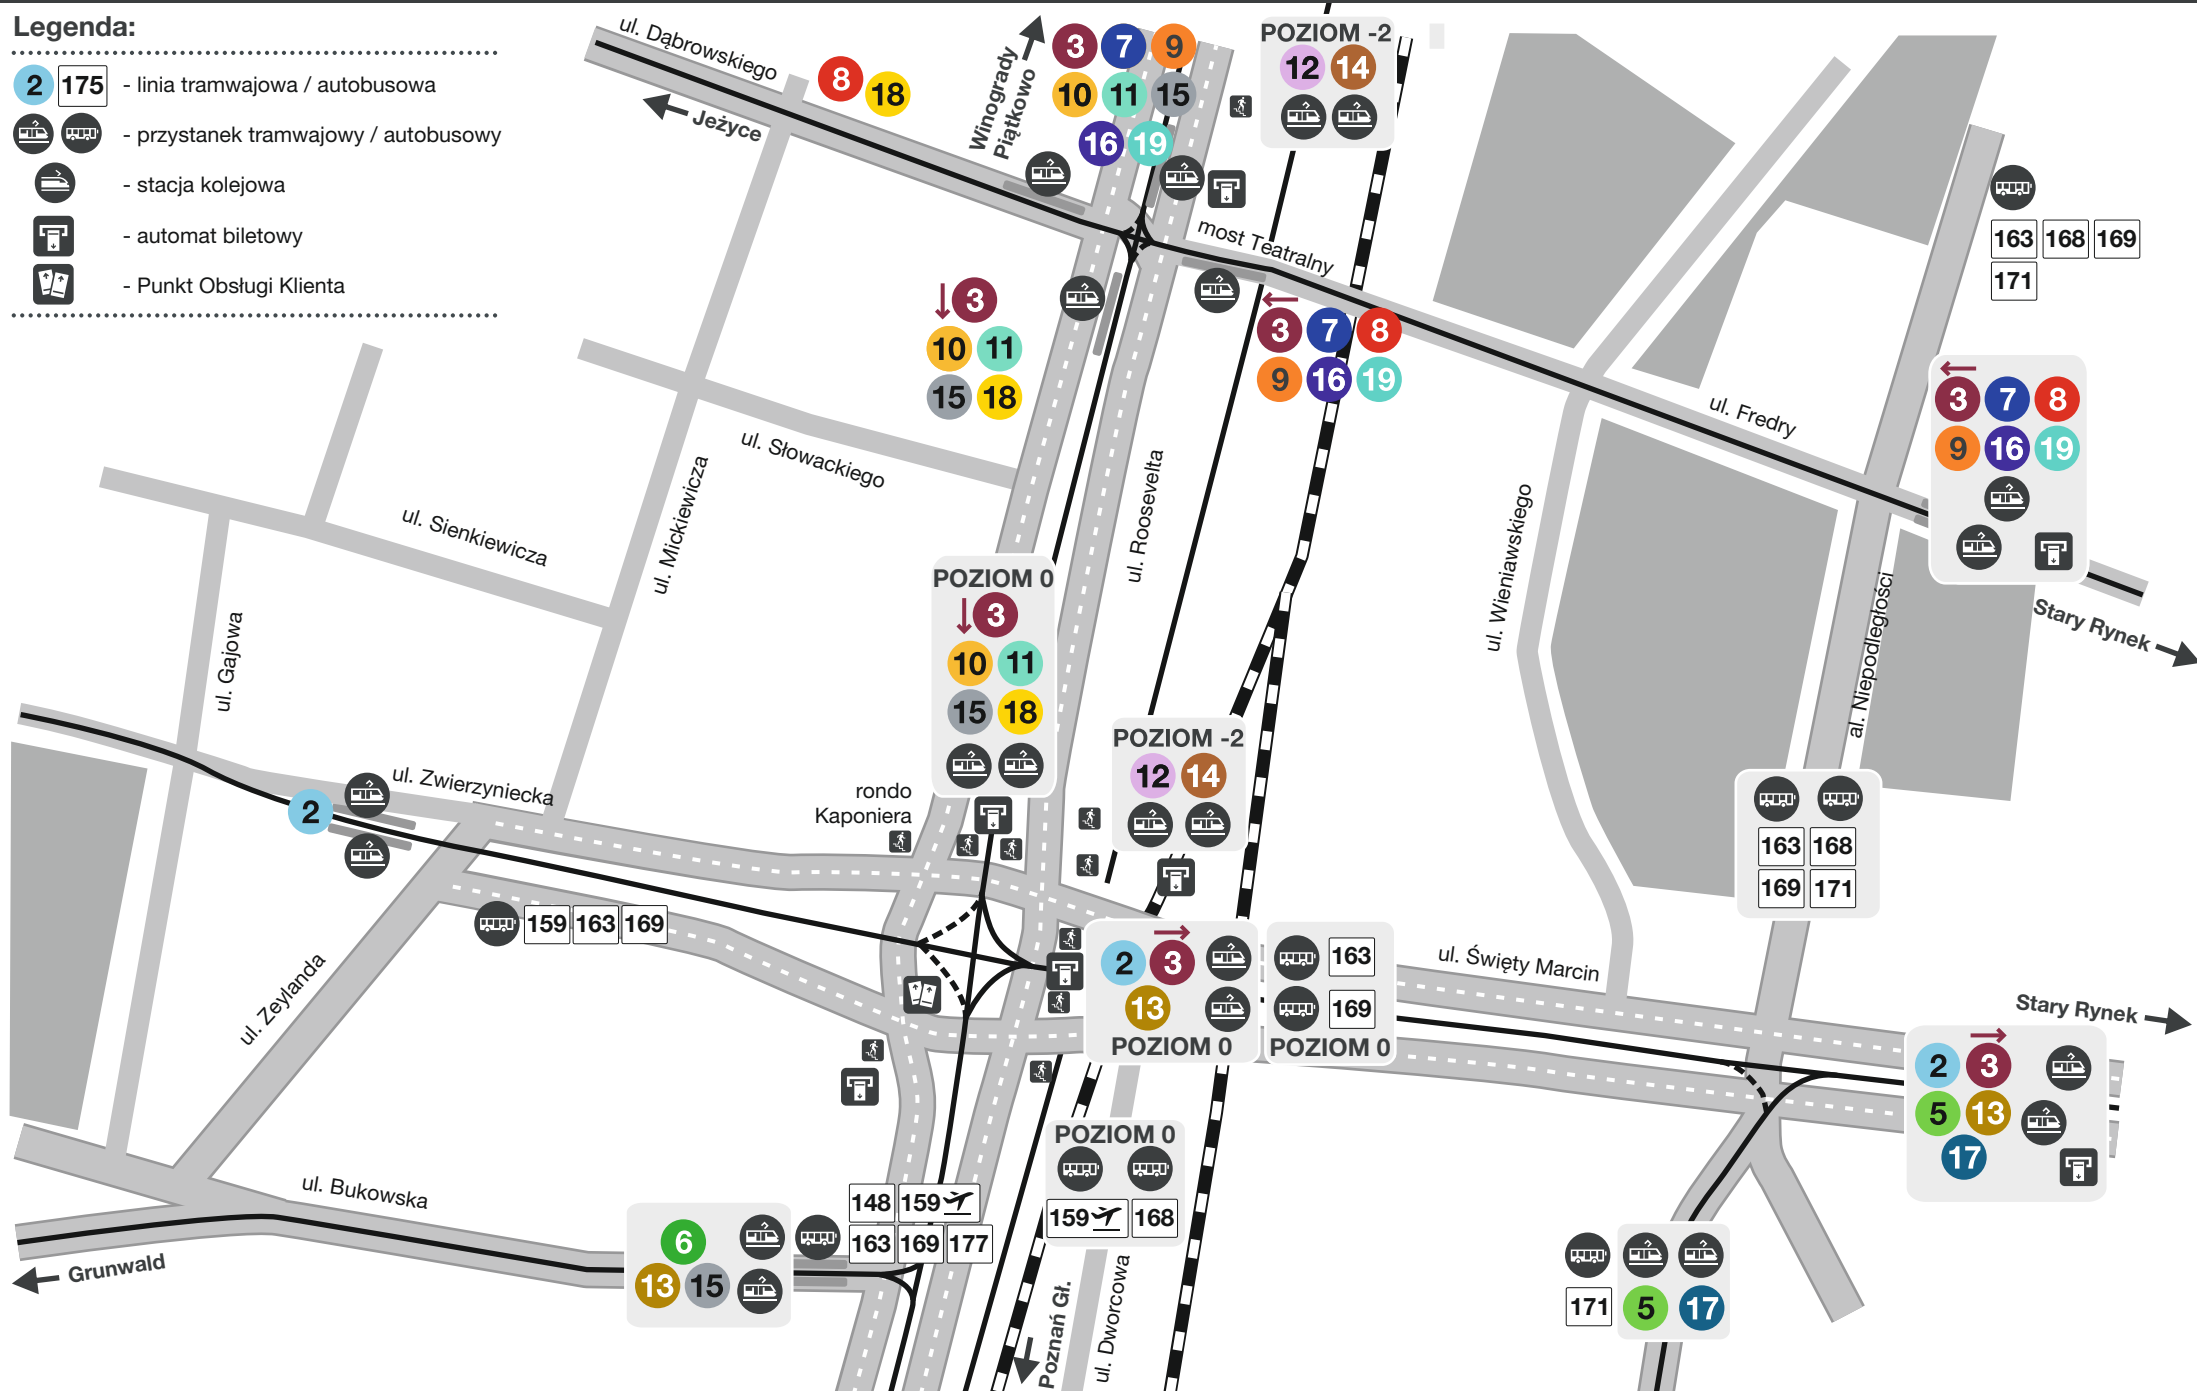 Legenda:
2 175 - linia tramwajowa / autobusowa
- przystanek tramwajowy / autobusowy
- stacja kolejowa
- automat biletowy
- Punkt Obsługi Klienta
ul. Dąbrowskiego
Jeżyce
8 18
Winogrady
Piątkowo
3 7 9
10 11 15
16 19
POZIOM -2
12 14
most Teatralny
163 168 169
171
3
10 11
15 18
3 7 8
9 16 19
ul. Fredry
3 7 8
9 16 19
Stary Rynek
ul. Słowackiego
ul. Mickiewicza
ul. Sienkiewicza
ul. Gajowa
ul. Roosevelta
ul. Wieniawskiego
al. Niepodległości
POZIOM 0
3
10 11
15 18
POZIOM -2
12 14
ul. Zwierzyniecka
2
rondo
Kaponiera
163 168
169 171
159 163 169
ul. Zeylanda
2 3
13
POZIOM 0
163
169
POZIOM 0
ul. Święty Marcin
Stary Rynek
2 3
5 13
17
ul. Bukowska
Grunwald
6
13 15
148 159
163 169 177
POZIOM 0
159 168
Poznań Gł.
ul. Dworcowa
171 5 17